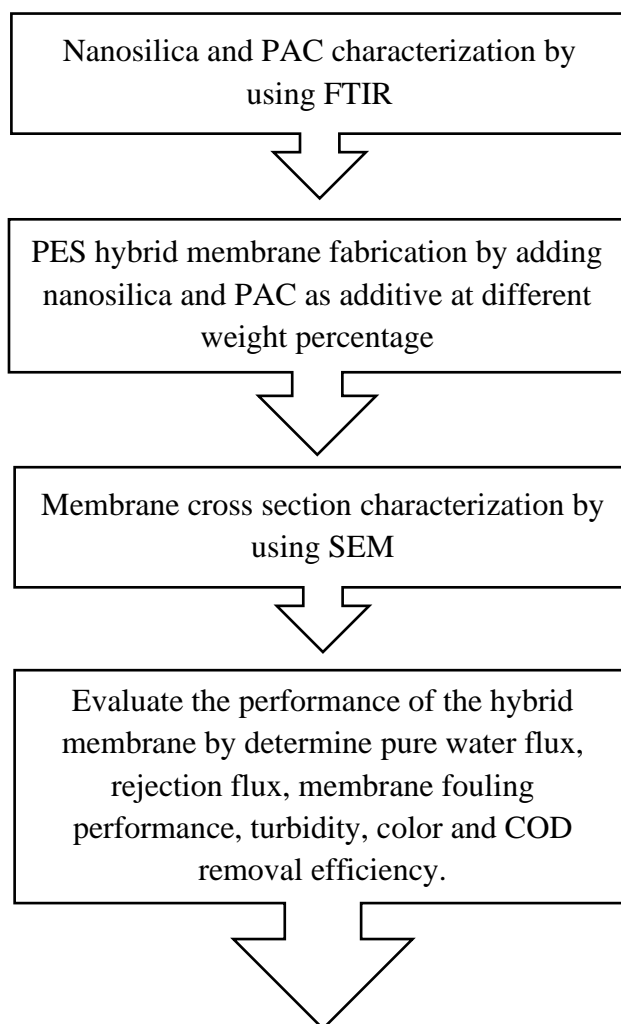 Nanosilica and PAC characterization by
using FTIR
PES hybrid membrane fabrication by adding
nanosilica and PAC as additive at different
weight percentage
Membrane cross section characterization by
using SEM
Evaluate the performance of the hybrid
membrane by determine pure water flux,
rejection flux, membrane fouling
performance, turbidity, color and COD
removal efficiency.